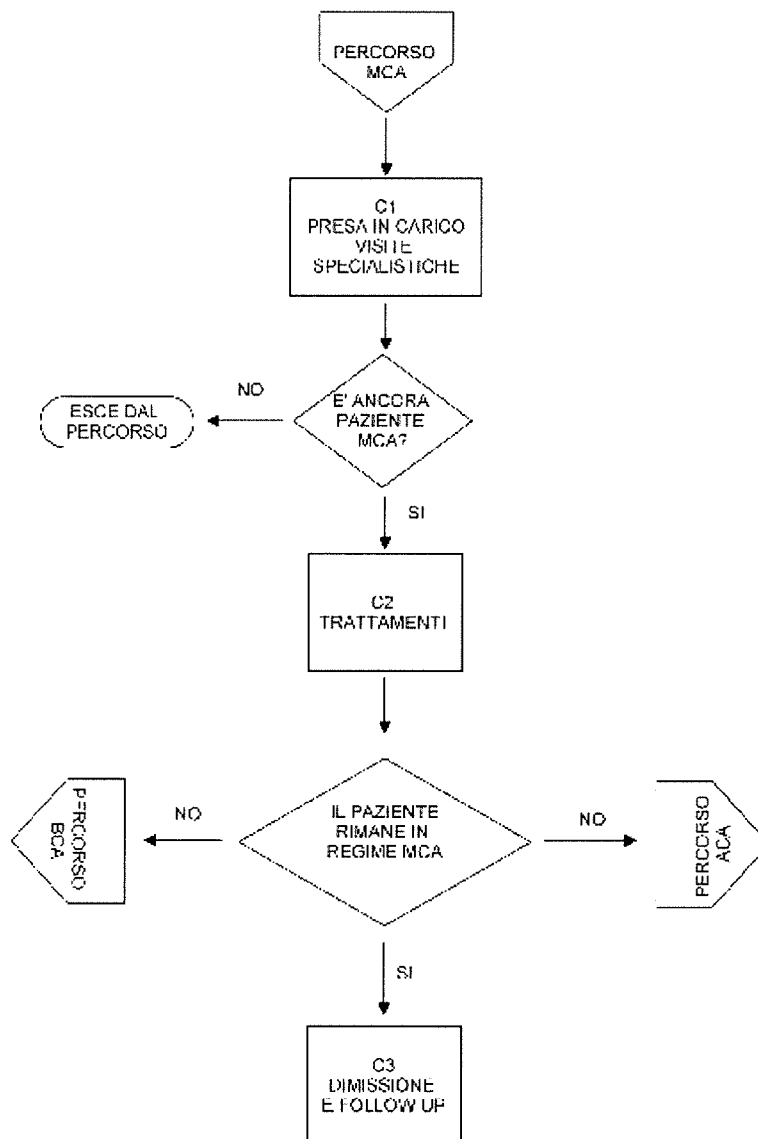 PERCORSO
MCA
C1
PRESA IN CARICO
VISITE
SPECIALISTICHE
NO
E' ANCORA
PAZIENTE
MCA?
ESCE DAL
PERCORSO
SI
C2
TRATTAMENTI
PERCORSO
BCA
NO
IL PAZIENTE
RIMANE IN
REGIME MCA
NO
PERCORSO
ACA
SI
C3
DIMISSIONE
E FOLLOW UP